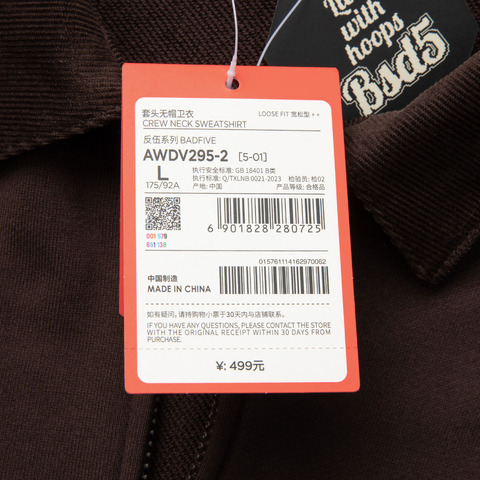 Lu
with
hoops
Bsd5
套头无帽卫衣
LOOSE FIT 宽松型 ++
CREW NECK SWEATSHIRT
反伍系列 BADFIVE
AWDV295-2 [5-01]
L
175/92A
执行安全标准: GB 18401 B类
执行标准: Q/TXLNB 0021-2023 检验员: 检02
产地: 中国 产品等级: 合格品
6 901828 280725
001 579
851 138
015761114162970062
中国制造
MADE IN CHINA
如有疑问，请持购物小票于30天内与店铺联系。
IF YOU HAVE ANY QUESTIONS, PLEASE CONTACT THE STORE
WITH THE ORIGINAL RECEIPT WITHIN 30 DAYS FROM
PURCHASE.
¥: 499元